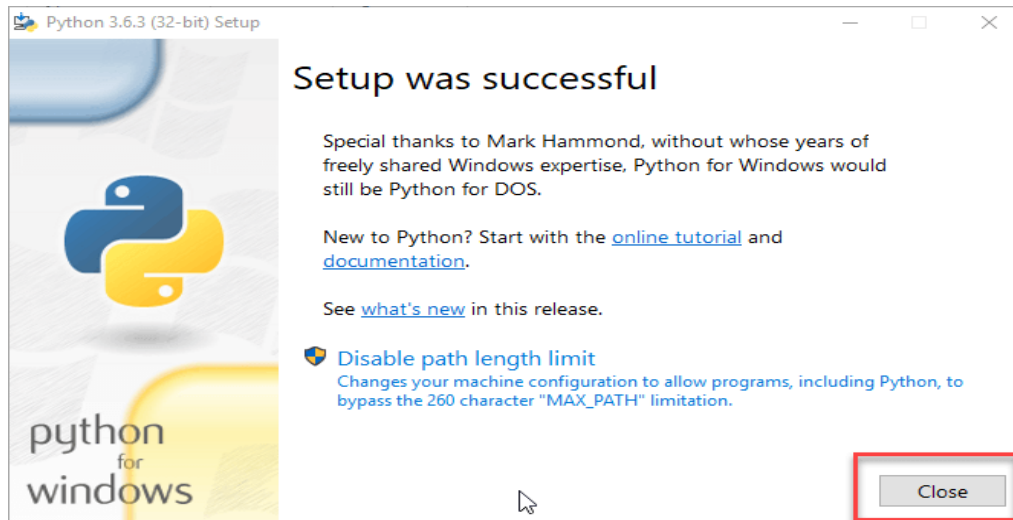 Python 3.6.3 (32-bit) Setup
Setup was successful
Special thanks to Mark Hammond, without whose years of
freely shared Windows expertise, Python for Windows would
still be Python for DOS.
New to Python? Start with the online tutorial and
documentation.
See what's new in this release.
Disable path length limit
Changes your machine configuration to allow programs, including Python, to
bypass the 260 character "MAX_PATH" limitation.
python
for
windows
Close